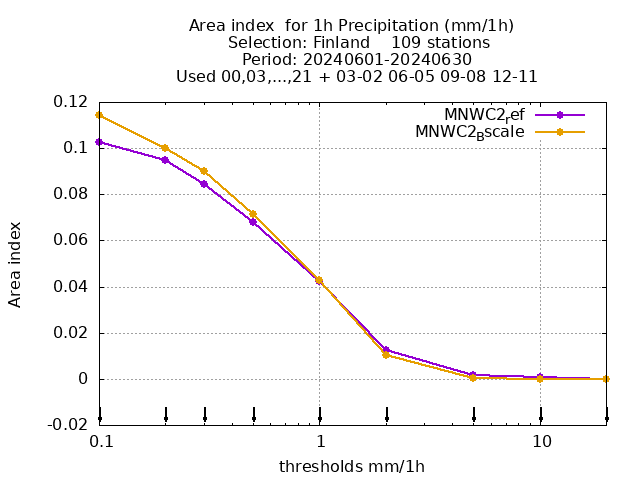 Area index  for 1h Precipitation (mm/1h)
Selection: Finland    109 stations
Period: 20240601-20240630
Used 00,03,...,21 + 03-02 06-05 09-08 12-11
MNWC2ref
MNWC2Bscale
0.12
0.1
0.08
0.06
0.04
0.02
0
-0.02
Area index
0.1 1 10
thresholds mm/1h